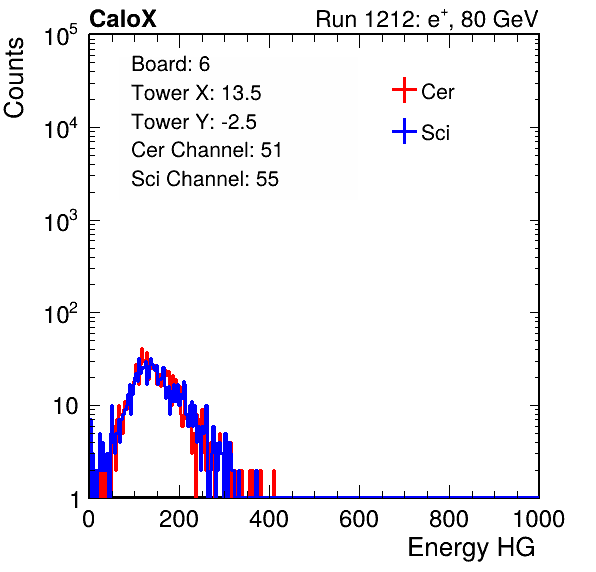 CaloX Run 1212: e⁺, 80 GeV
Counts
10⁵
10⁴
10³
10²
10
1
Board: 6
Tower X: 13.5
Tower Y: -2.5
Cer Channel: 51
Sci Channel: 55
Cer
Sci
0 200 400 600 800 1000
Energy HG